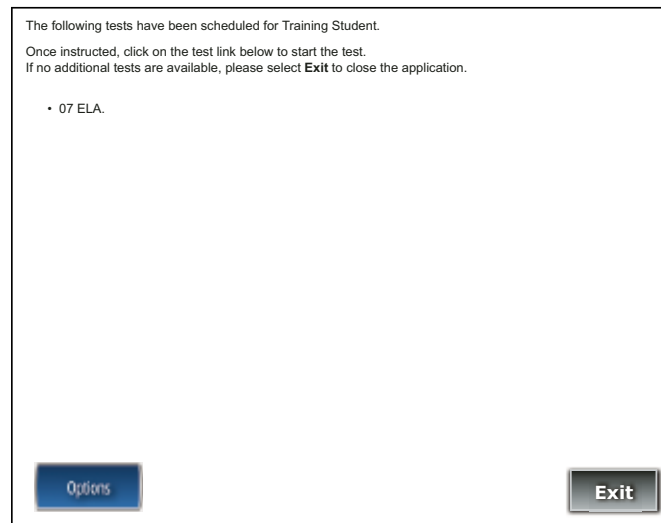 The following tests have been scheduled for Training Student.
Once instructed, click on the test link below to start the test.
If no additional tests are available, please select Exit to close the application.
• 07 ELA.
Options
Exit